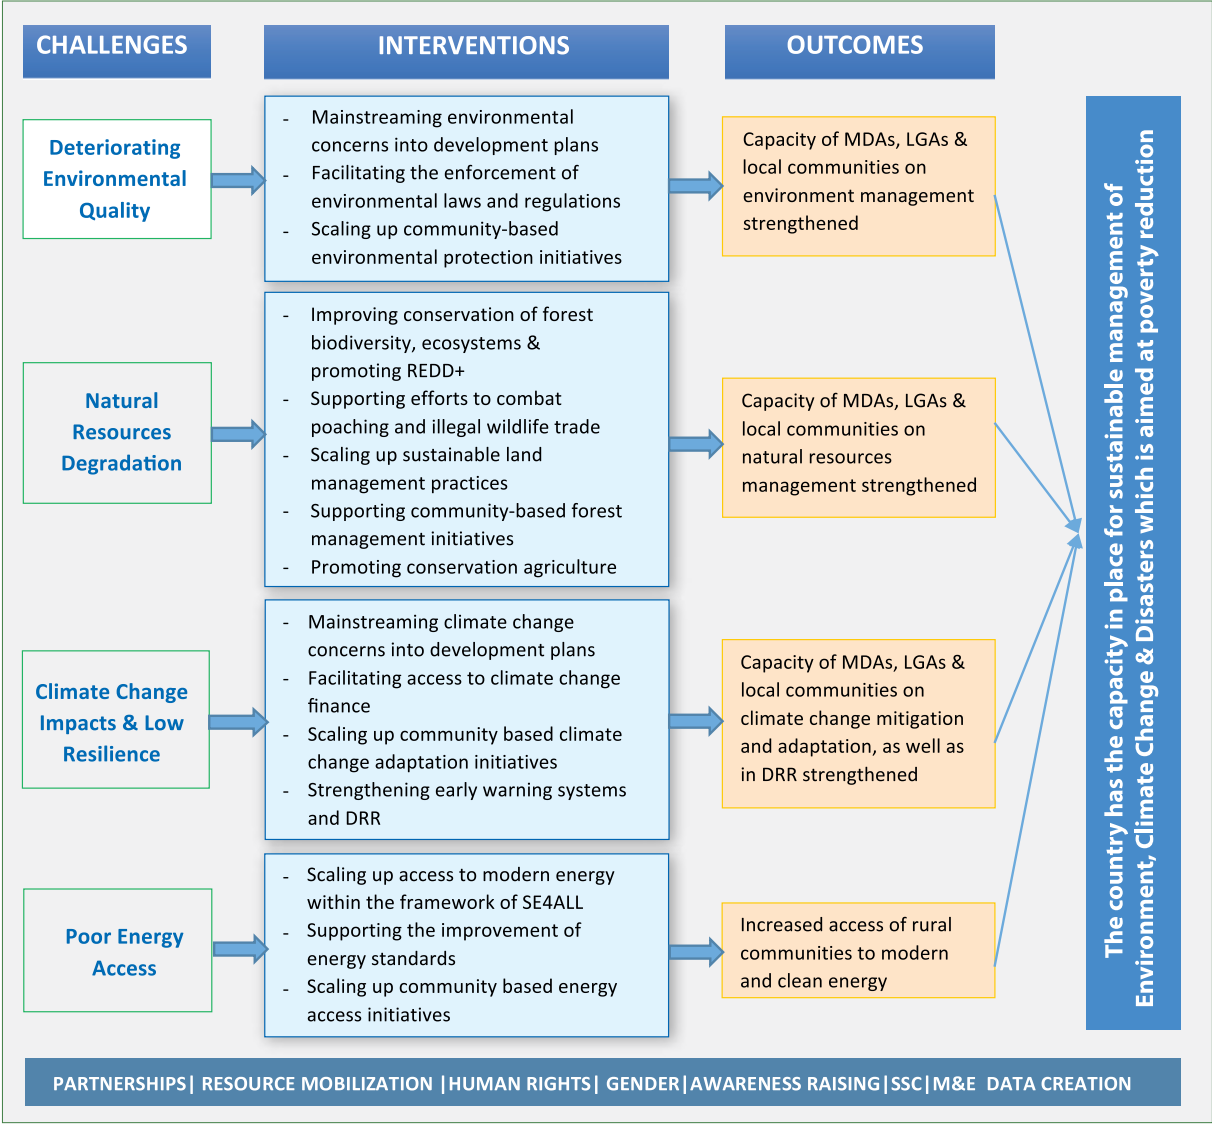 CHALLENGES
INTERVENTIONS
OUTCOMES
Deteriorating
Environmental
Quality
- Mainstreaming environmental
concerns into development plans
- Facilitating the enforcement of
environmental laws and regulations
- Scaling up community-based
environmental protection initiatives
Capacity of MDAs, LGAs &
local communities on
environment management
strengthened
Natural
Resources
Degradation
- Improving conservation of forest
biodiversity, ecosystems &
promoting REDD+
- Supporting efforts to combat
poaching and illegal wildlife trade
- Scaling up sustainable land
management practices
- Supporting community-based forest
management initiatives
- Promoting conservation agriculture
Capacity of MDAs, LGAs &
local communities on
natural resources
management strengthened
Climate Change
Impacts & Low
Resilience
- Mainstreaming climate change
concerns into development plans
- Facilitating access to climate change
finance
- Scaling up community based climate
change adaptation initiatives
- Strengthening early warning systems
and DRR
Capacity of MDAs, LGAs &
local communities on
climate change mitigation
and adaptation, as well as
in DRR strengthened
Poor Energy
Access
- Scaling up access to modern energy
within the framework of SE4ALL
- Supporting the improvement of
energy standards
- Scaling up community based energy
access initiatives
Increased access of rural
communities to modern
and clean energy
The country has the capacity in place for sustainable management of
Environment, Climate Change & Disasters which is aimed at poverty reduction
PARTNERSHIPS| RESOURCE MOBILIZATION |HUMAN RIGHTS| GENDER|AWARENESS RAISING|SSC|M&E DATA CREATION